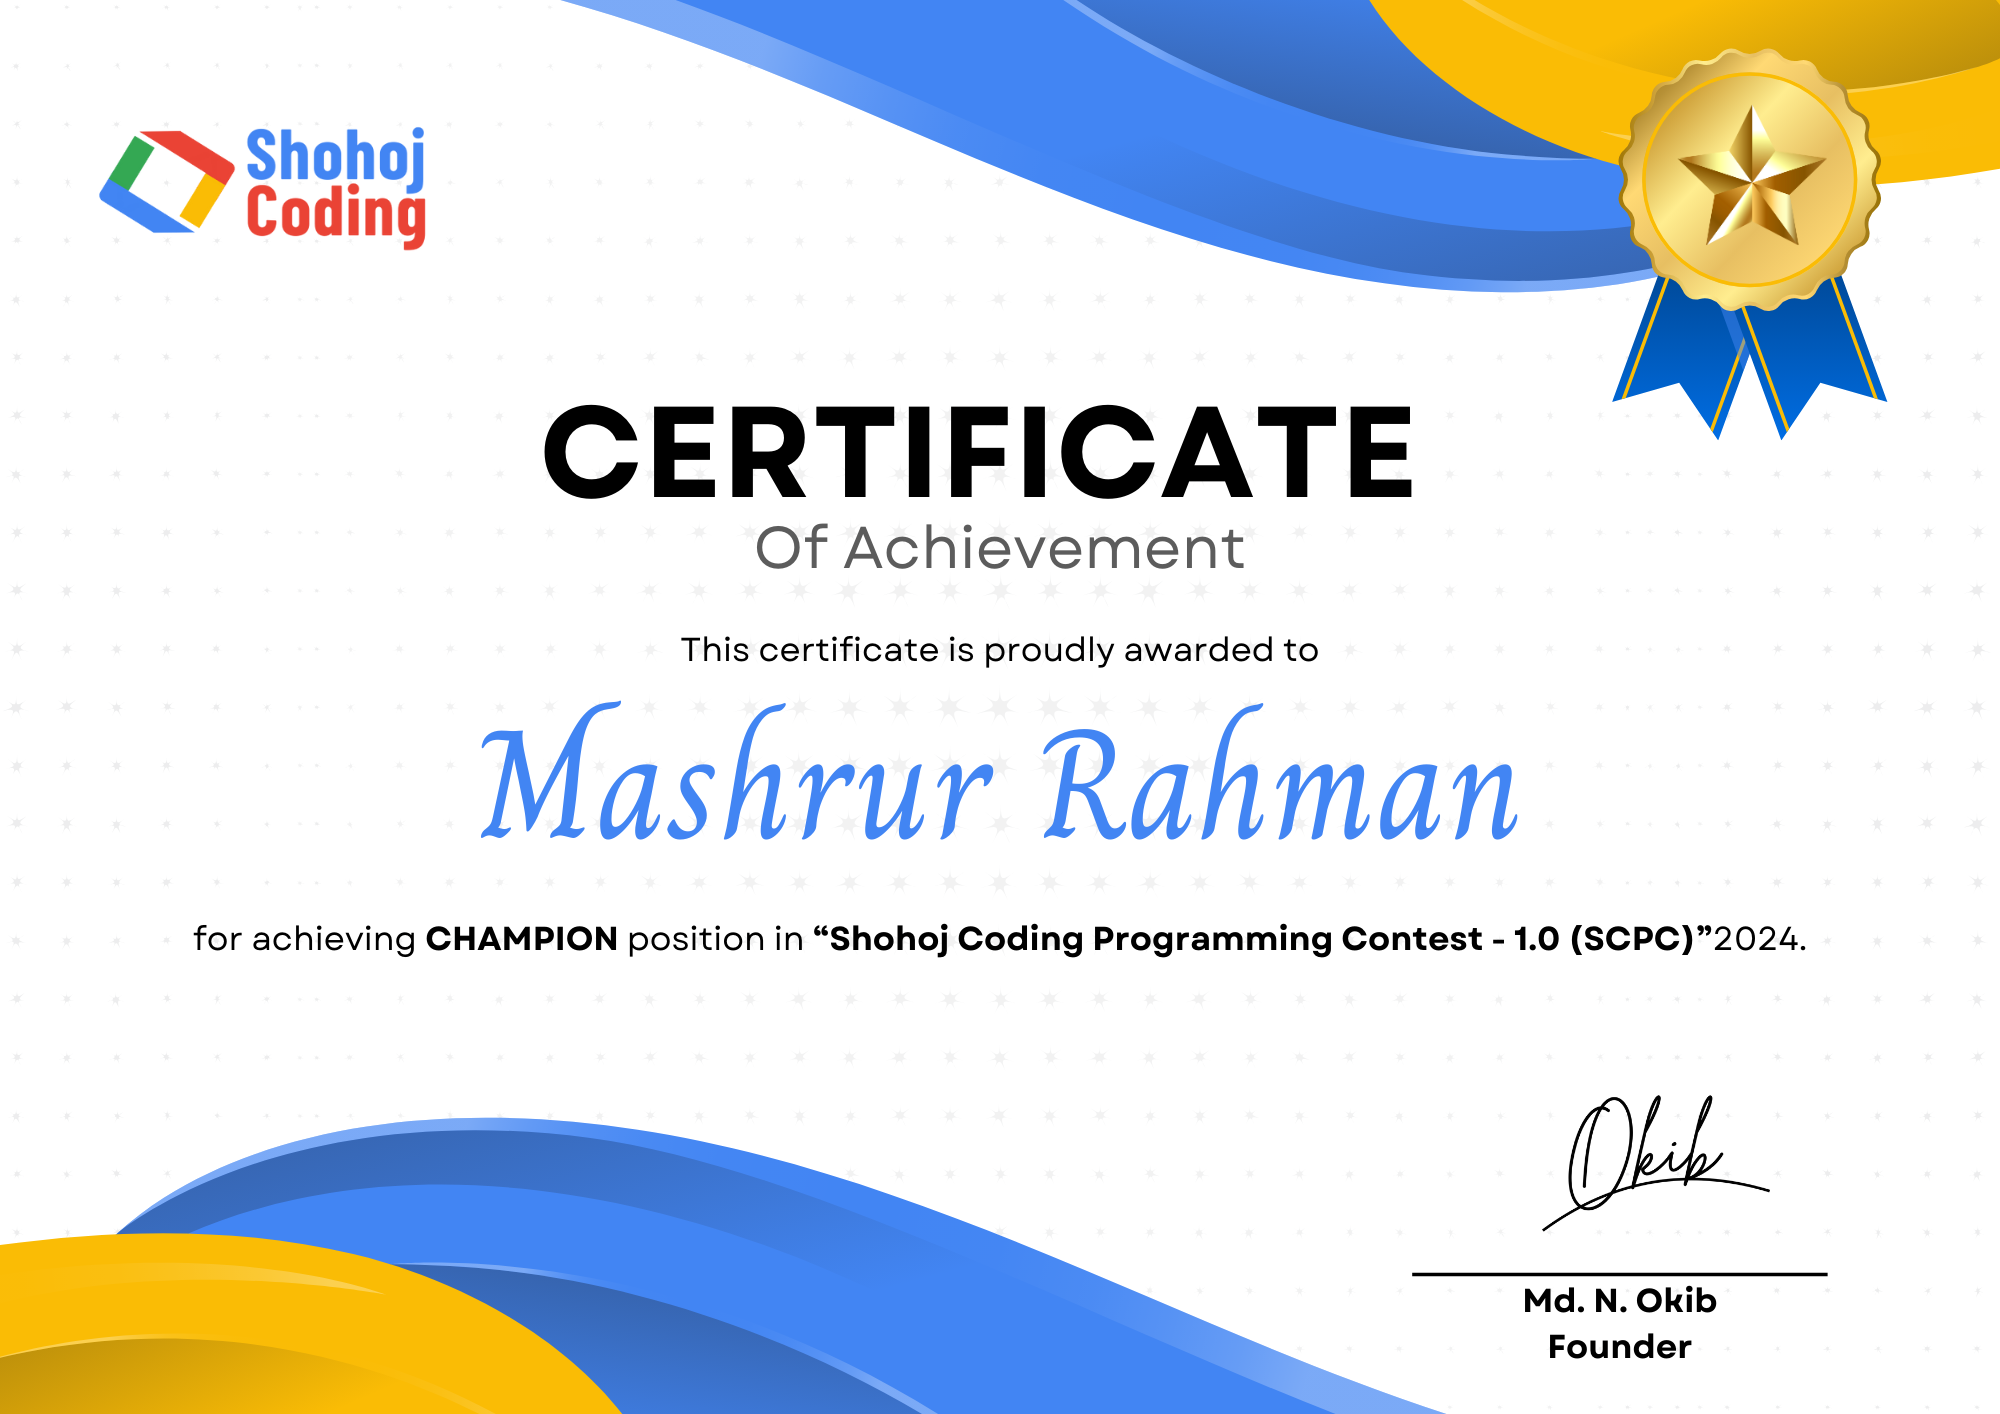 Shohoj
Coding
CERTIFICATE
Of Achievement
This certificate is proudly awarded to
Mashrur Rahman
for achieving CHAMPION position in “Shohoj Coding Programming Contest - 1.0 (SCPC)”2024.
Okib
Md. N. Okib
Founder